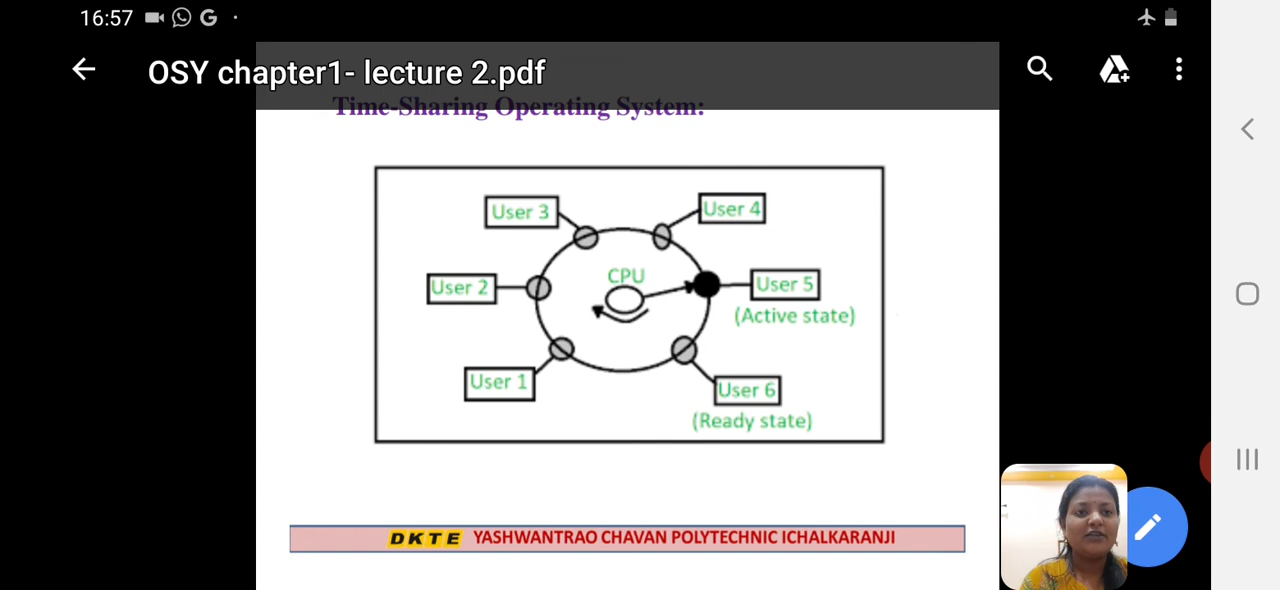 16:57
OSY chapter1- lecture 2.pdf
Time-Sharing Operating System:
User 3
User 4
User 2
CPU
User 5
(Active state)
User 1
User 6
(Ready state)
DKTE YASHWANTRAO CHAVAN POLYTECHNIC ICHALKARANJI